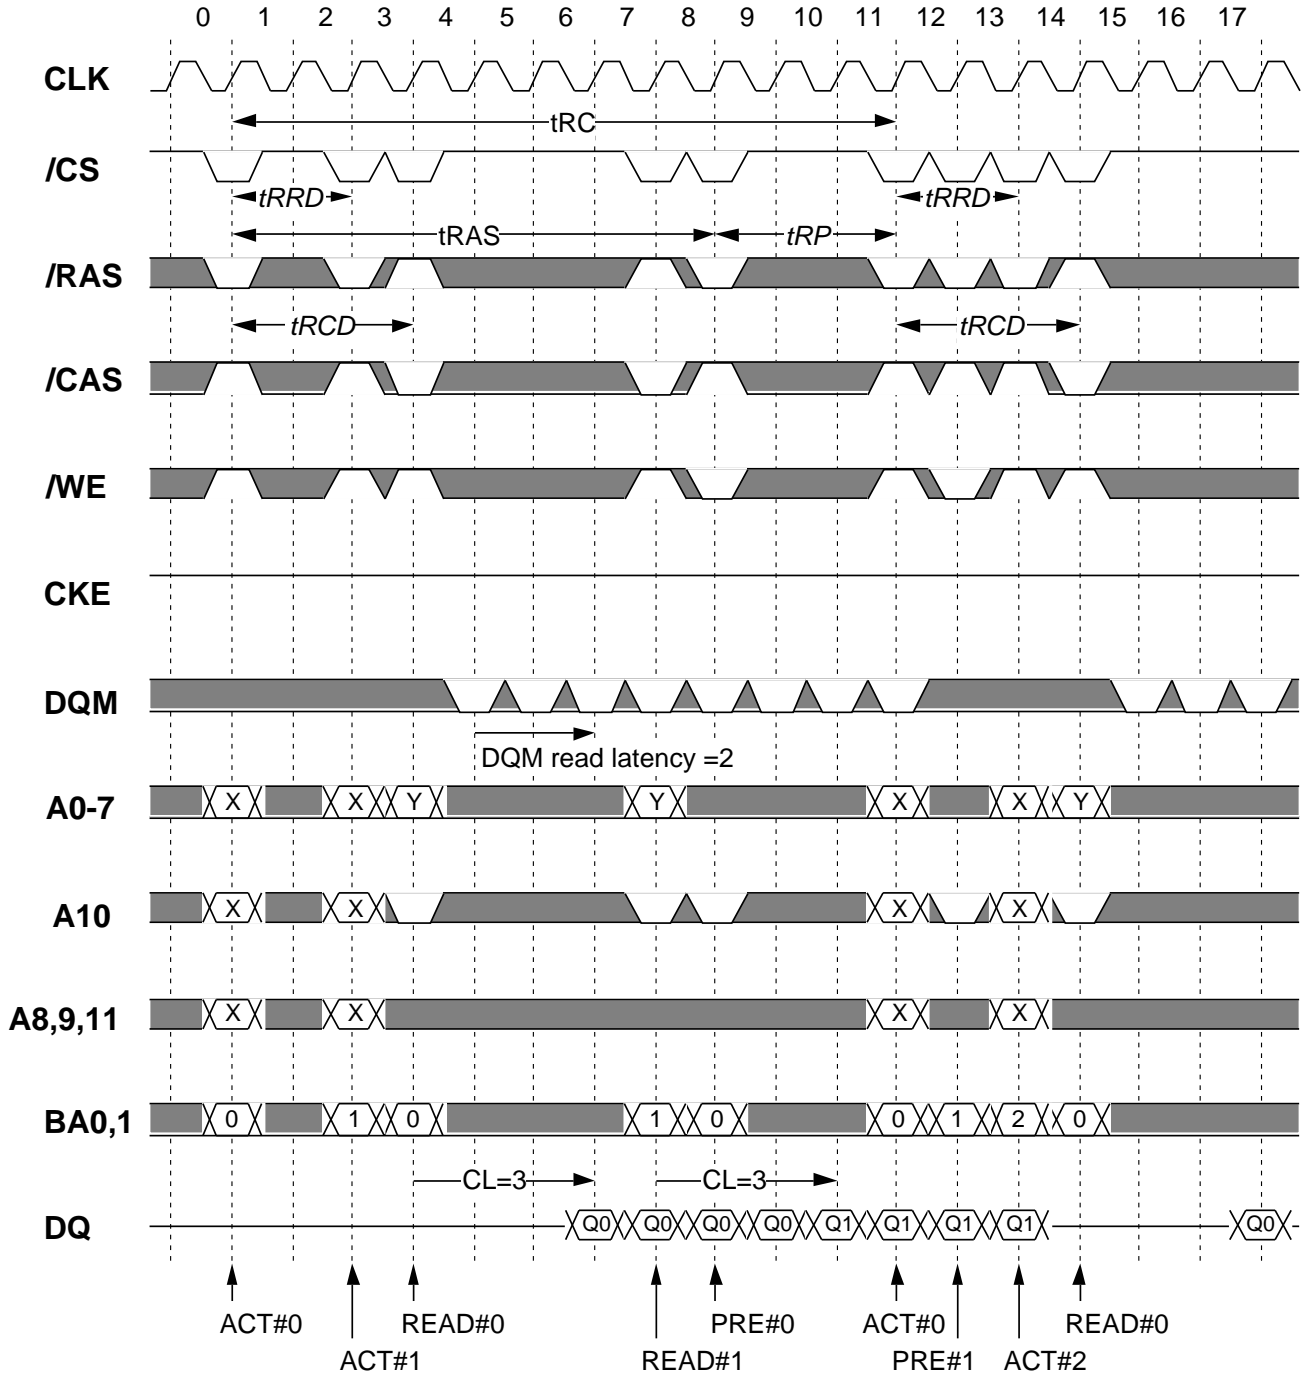 0 1 2 3 4 5 6 7 8 9 10 11 12 13 14 15 16 17
CLK
tRC
/CS
tRRD tRRD
tRAS tRP
/RAS
tRCD tRCD
/CAS
/WE
CKE
DQM
DQM read latency =2
A0-7 X X Y Y X X Y
A10 X X X X
A8,9,11 X X X X
BA0,1 0 1 0 1 0 0 1 2 0
CL=3 CL=3
DQ Q0 Q0 Q0 Q0 Q1 Q1 Q1 Q1 Q0
ACT#0 READ#0 PRE#0 ACT#0 READ#0
ACT#1 READ#1 PRE#1 ACT#2